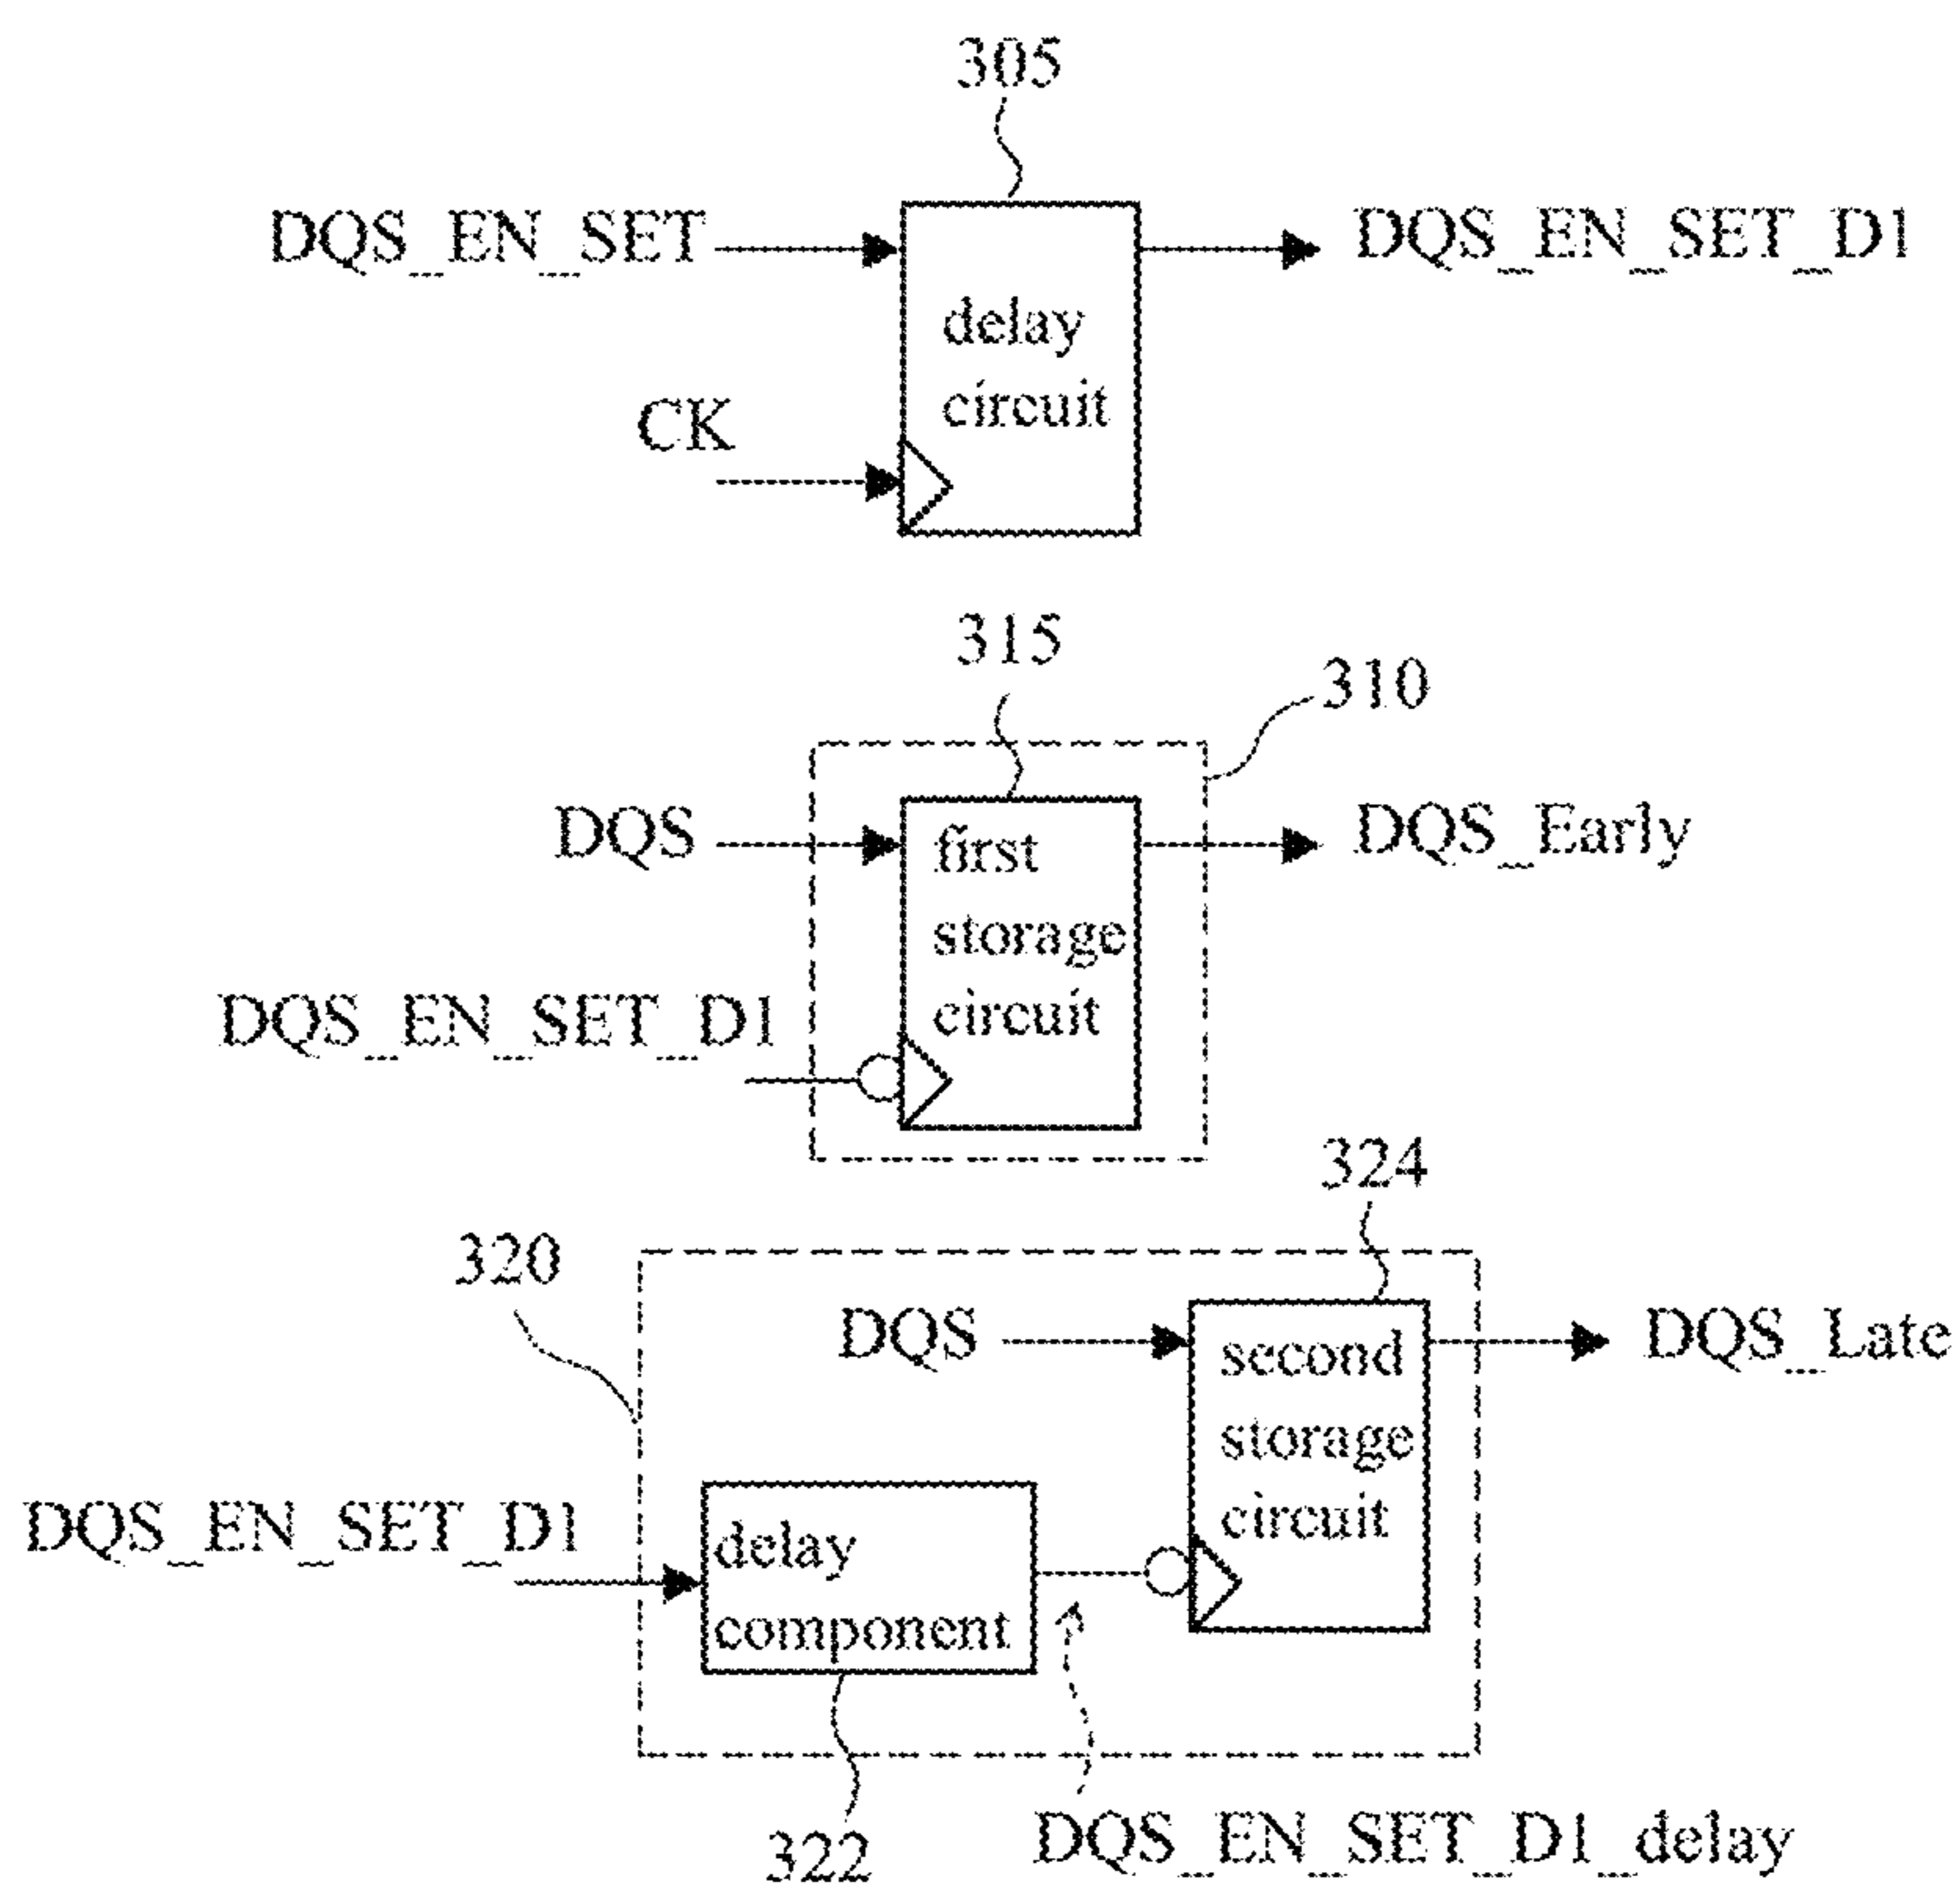 305
DQS_EN_SET
DQS_EN_SET_D1
delay
circuit
CK
315
310
DQS
DQS_Early
first
storage
circuit
DQS_EN_SET_D1
324
320
DQS
DQS_Late
second
storage
circuit
DQS_EN_SET_D1
delay
component
322
DQS_EN_SET_D1_delay